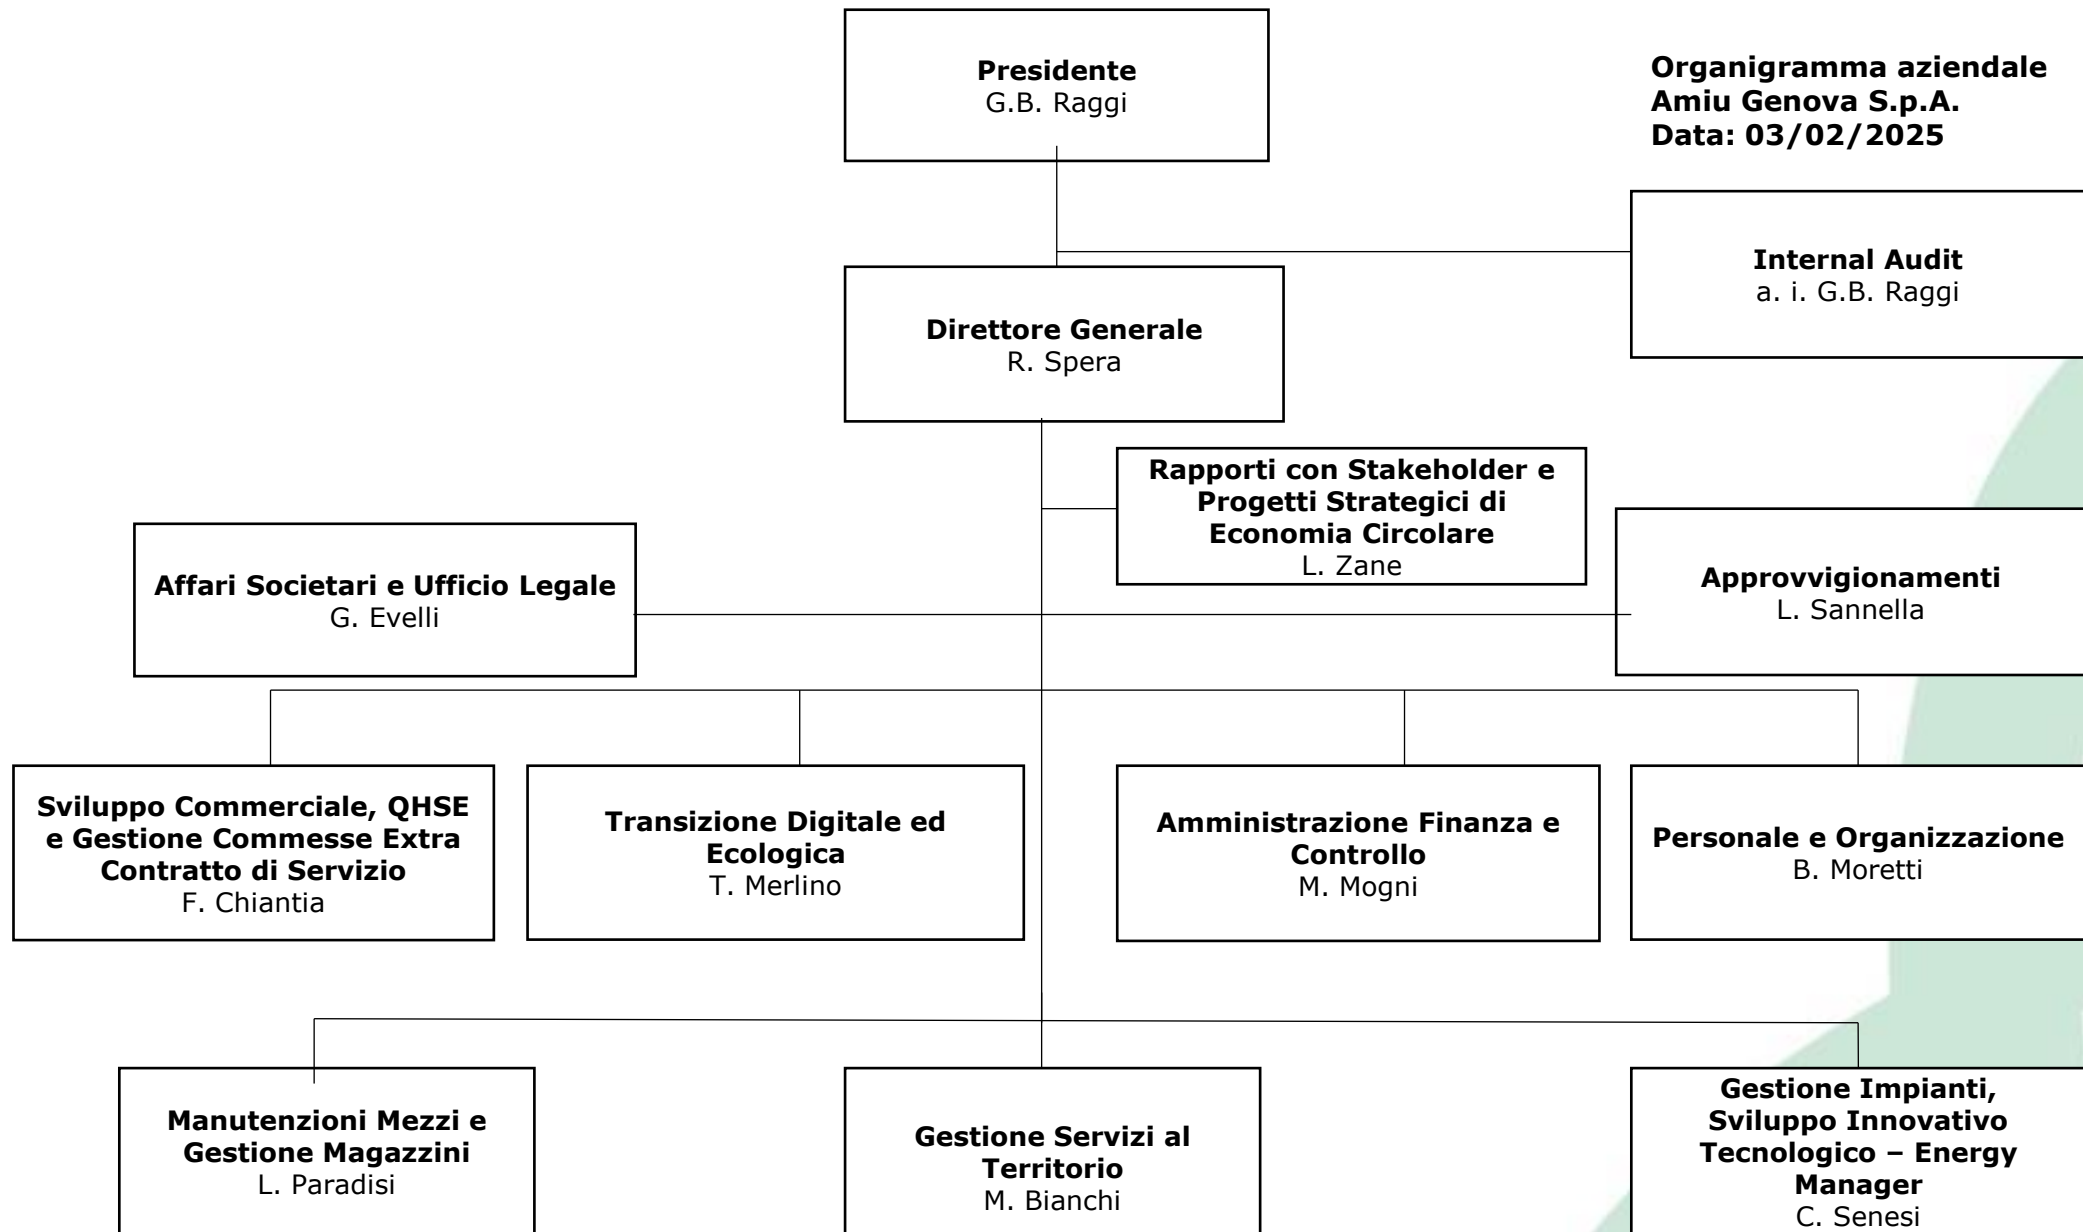 Presidente
G.B. Raggi
Organigramma aziendale
Amiu Genova S.p.A.
Data: 03/02/2025
Internal Audit
a. i. G.B. Raggi
Direttore Generale
R. Spera
Rapporti con Stakeholder e
Progetti Strategici di
Economia Circolare
L. Zane
Affari Societari e Ufficio Legale
G. Evelli
Approvvigionamenti
L. Sannella
Sviluppo Commerciale, QHSE
e Gestione Commesse Extra
Contratto di Servizio
F. Chiantia
Transizione Digitale ed
Ecologica
T. Merlino
Amministrazione Finanza e
Controllo
M. Mogni
Personale e Organizzazione
B. Moretti
Manutenzioni Mezzi e
Gestione Magazzini
L. Paradisi
Gestione Servizi al
Territorio
M. Bianchi
Gestione Impianti,
Sviluppo Innovativo
Tecnologico – Energy
Manager
C. Senesi